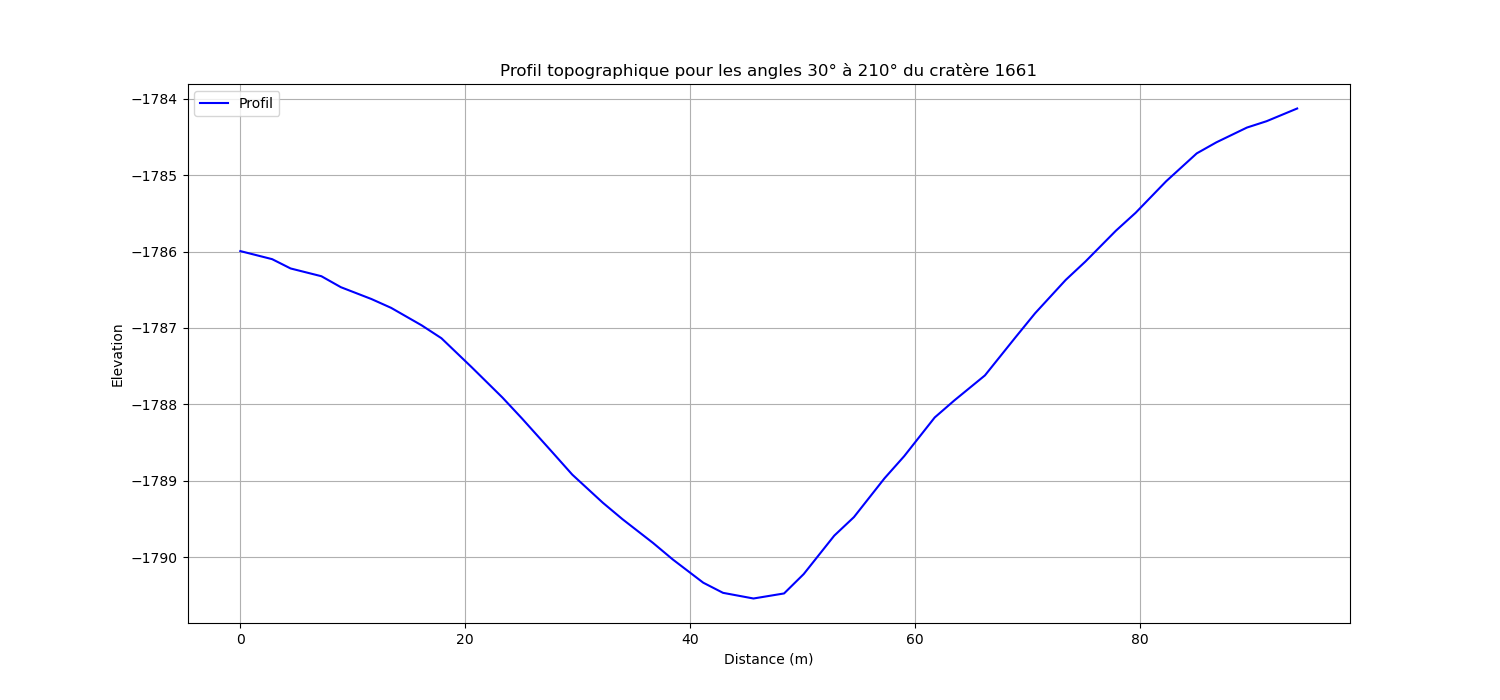 Profil topographique pour les angles 30° à 210° du cratère 1661
Profil
−1784
−1785
−1786
−1787
−1788
−1789
−1790
Elevation
0 20 40 60 80
Distance (m)